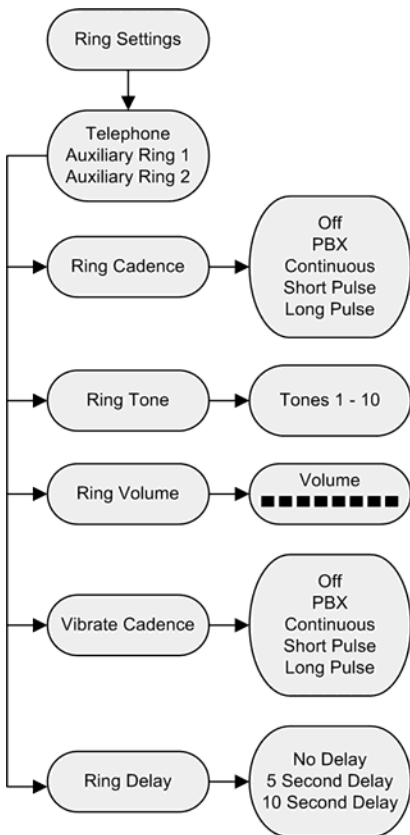 Ring Settings
Telephone
Auxiliary Ring 1
Auxiliary Ring 2
Ring Cadence
Off
PBX
Continuous
Short Pulse
Long Pulse
Ring Tone
Tones 1 - 10
Ring Volume
Volume
Vibrate Cadence
Off
PBX
Continuous
Short Pulse
Long Pulse
Ring Delay
No Delay
5 Second Delay
10 Second Delay